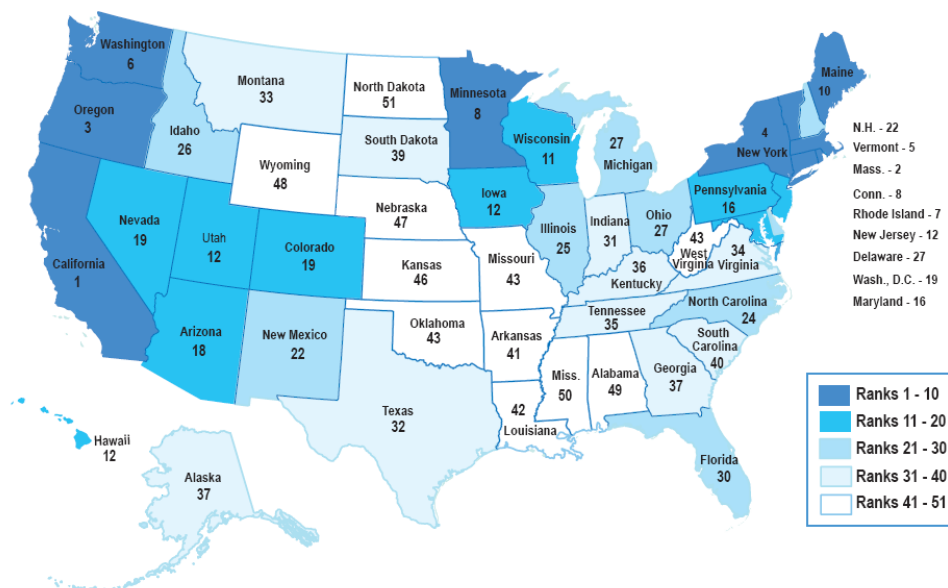 Washington
6
Oregon
3
California
1
Nevada
19
Idaho
26
Montana
33
Wyoming
48
Utah
12
Colorado
19
Arizona
18
New Mexico
22
North Dakota
51
South Dakota
39
Nebraska
47
Kansas
46
Oklahoma
43
Texas
32
Minnesota
8
Iowa
12
Missouri
43
Arkansas
41
42
Louisiana
Wisconsin
11
Illinois
25
27
Michigan
Indiana
31
Ohio
27
36
Kentucky
Tennessee
35
Miss.
50
Alabama
49
Georgia
37
Florida
30
South
Carolina
40
North Carolina
24
43
West
Virginia
34
Virginia
Pennsylvania
16
4
New York
Maine
10
Hawaii
12
Alaska
37
N.H. - 22
Vermont - 5
Mass. - 2
Conn. - 8
Rhode Island - 7
New Jersey - 12
Delaware - 27
Wash., D.C. - 19
Maryland - 16
Ranks 1 - 10
Ranks 11 - 20
Ranks 21 - 30
Ranks 31 - 40
Ranks 41 - 51